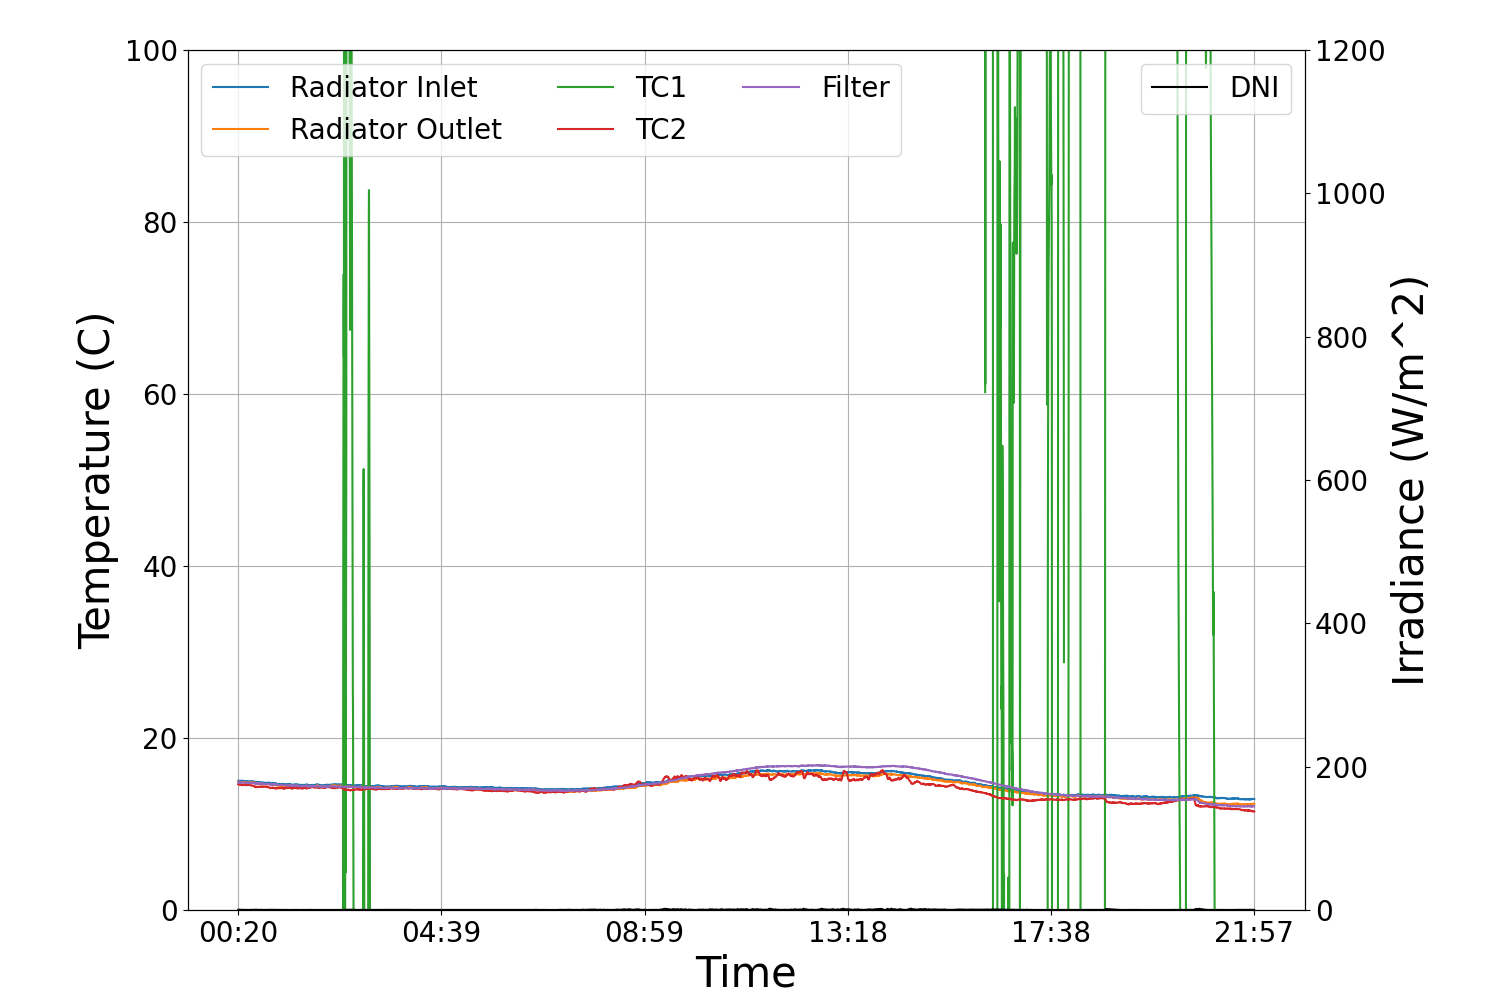 100
80
60
40
20
0
Temperature (C)
Radiator Inlet
Radiator Outlet
TC1
TC2
Filter
DNI
1200
1000
800
600
400
200
0
Irradiance (W/m^2)
00:20 04:39 08:59 13:18 17:38 21:57
Time